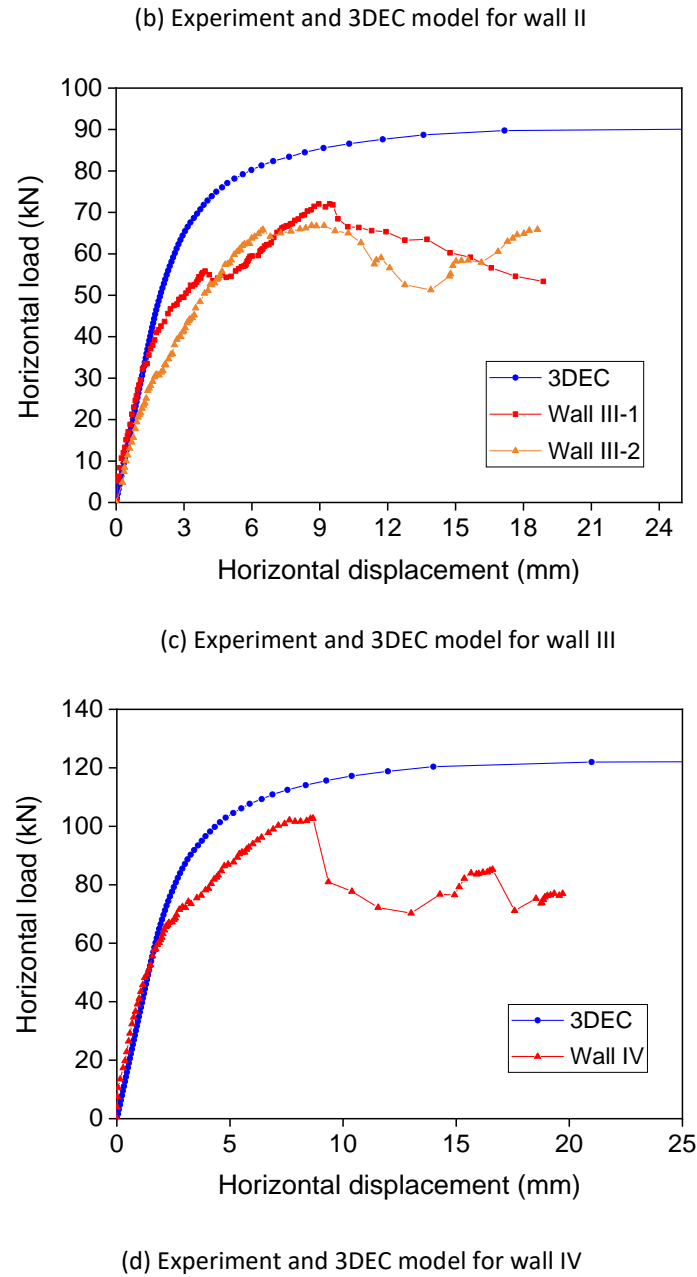 (b) Experiment and 3DEC model for wall II
100
90
80
70
60
50
40
30
20
10
0
Horizontal load (kN)
3DEC
Wall III-1
Wall III-2
0 3 6 9 12 15 18 21 24
Horizontal displacement (mm)
(c) Experiment and 3DEC model for wall III
140
120
100
80
60
40
20
0
Horizontal load (kN)
3DEC
Wall IV
0 5 10 15 20 25
Horizontal displacement (mm)
(d) Experiment and 3DEC model for wall IV